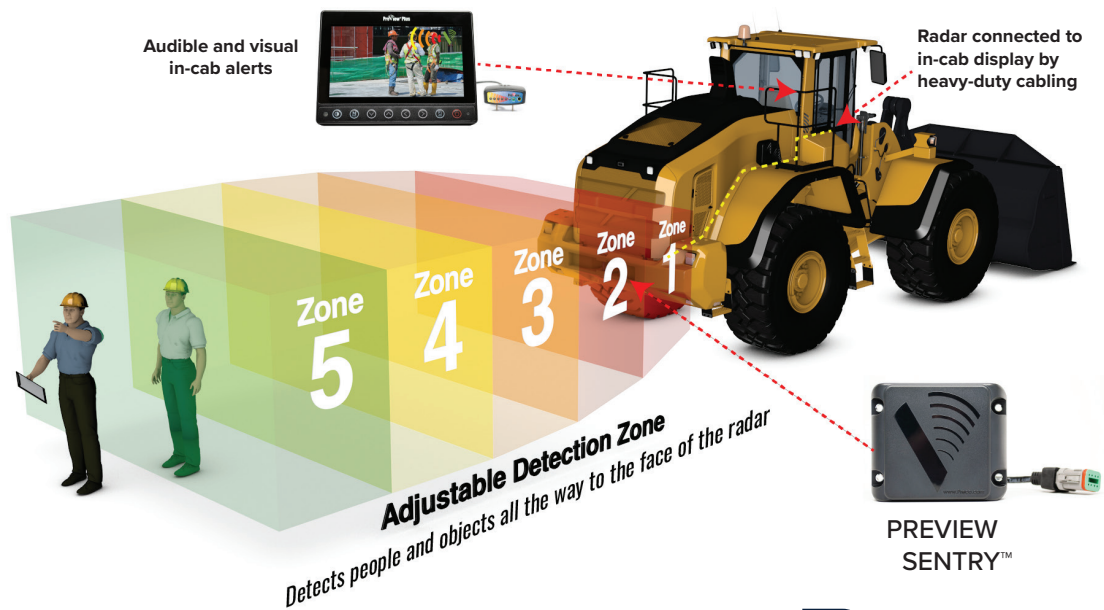 PreView Plus
Audible and visual
in-cab alerts
Radar connected to
in-cab display by
heavy-duty cabling
Zone
1
Zone
2
Zone
3
Zone
4
Zone
5
Adjustable Detection Zone
Detects people and objects all the way to the face of the radar
PREVIEW
SENTRY™